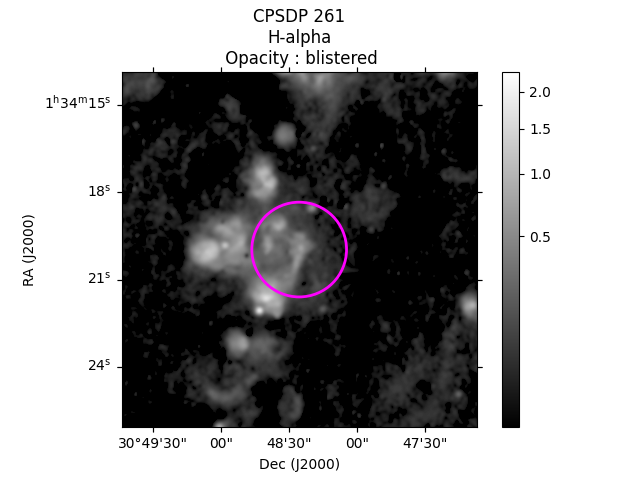 CPSDP 261
H-alpha
Opacity : blistered
1ʰ34ᵐ15ˢ
18ˢ
21ˢ
24ˢ
RA (J2000)
30°49'30" 00" 48'30" 00" 47'30"
Dec (J2000)
2.0
1.5
1.0
0.5